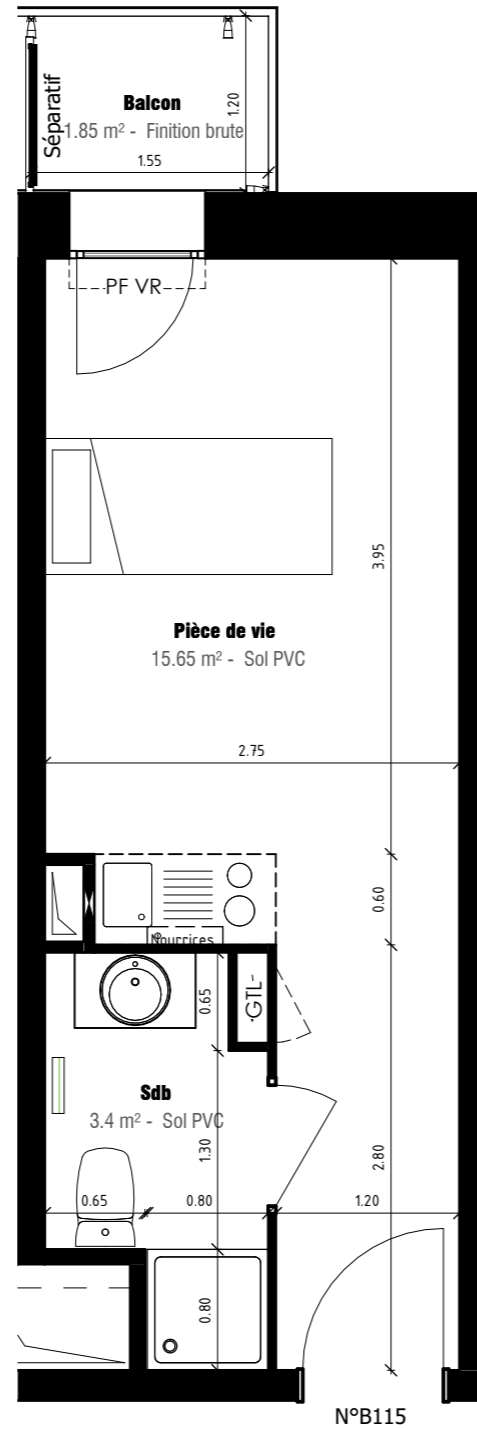 Séparatif
Balcon
1.85 m² - Finition brute
1.20
1.55
PF VR
3.95
Pièce de vie
15.65 m² - Sol PVC
2.75
0.60
Nourrices
0.65
GTL
Sdb
3.4 m² - Sol PVC
1.30
2.80
0.65
0.80
1.20
0.80
N°B115